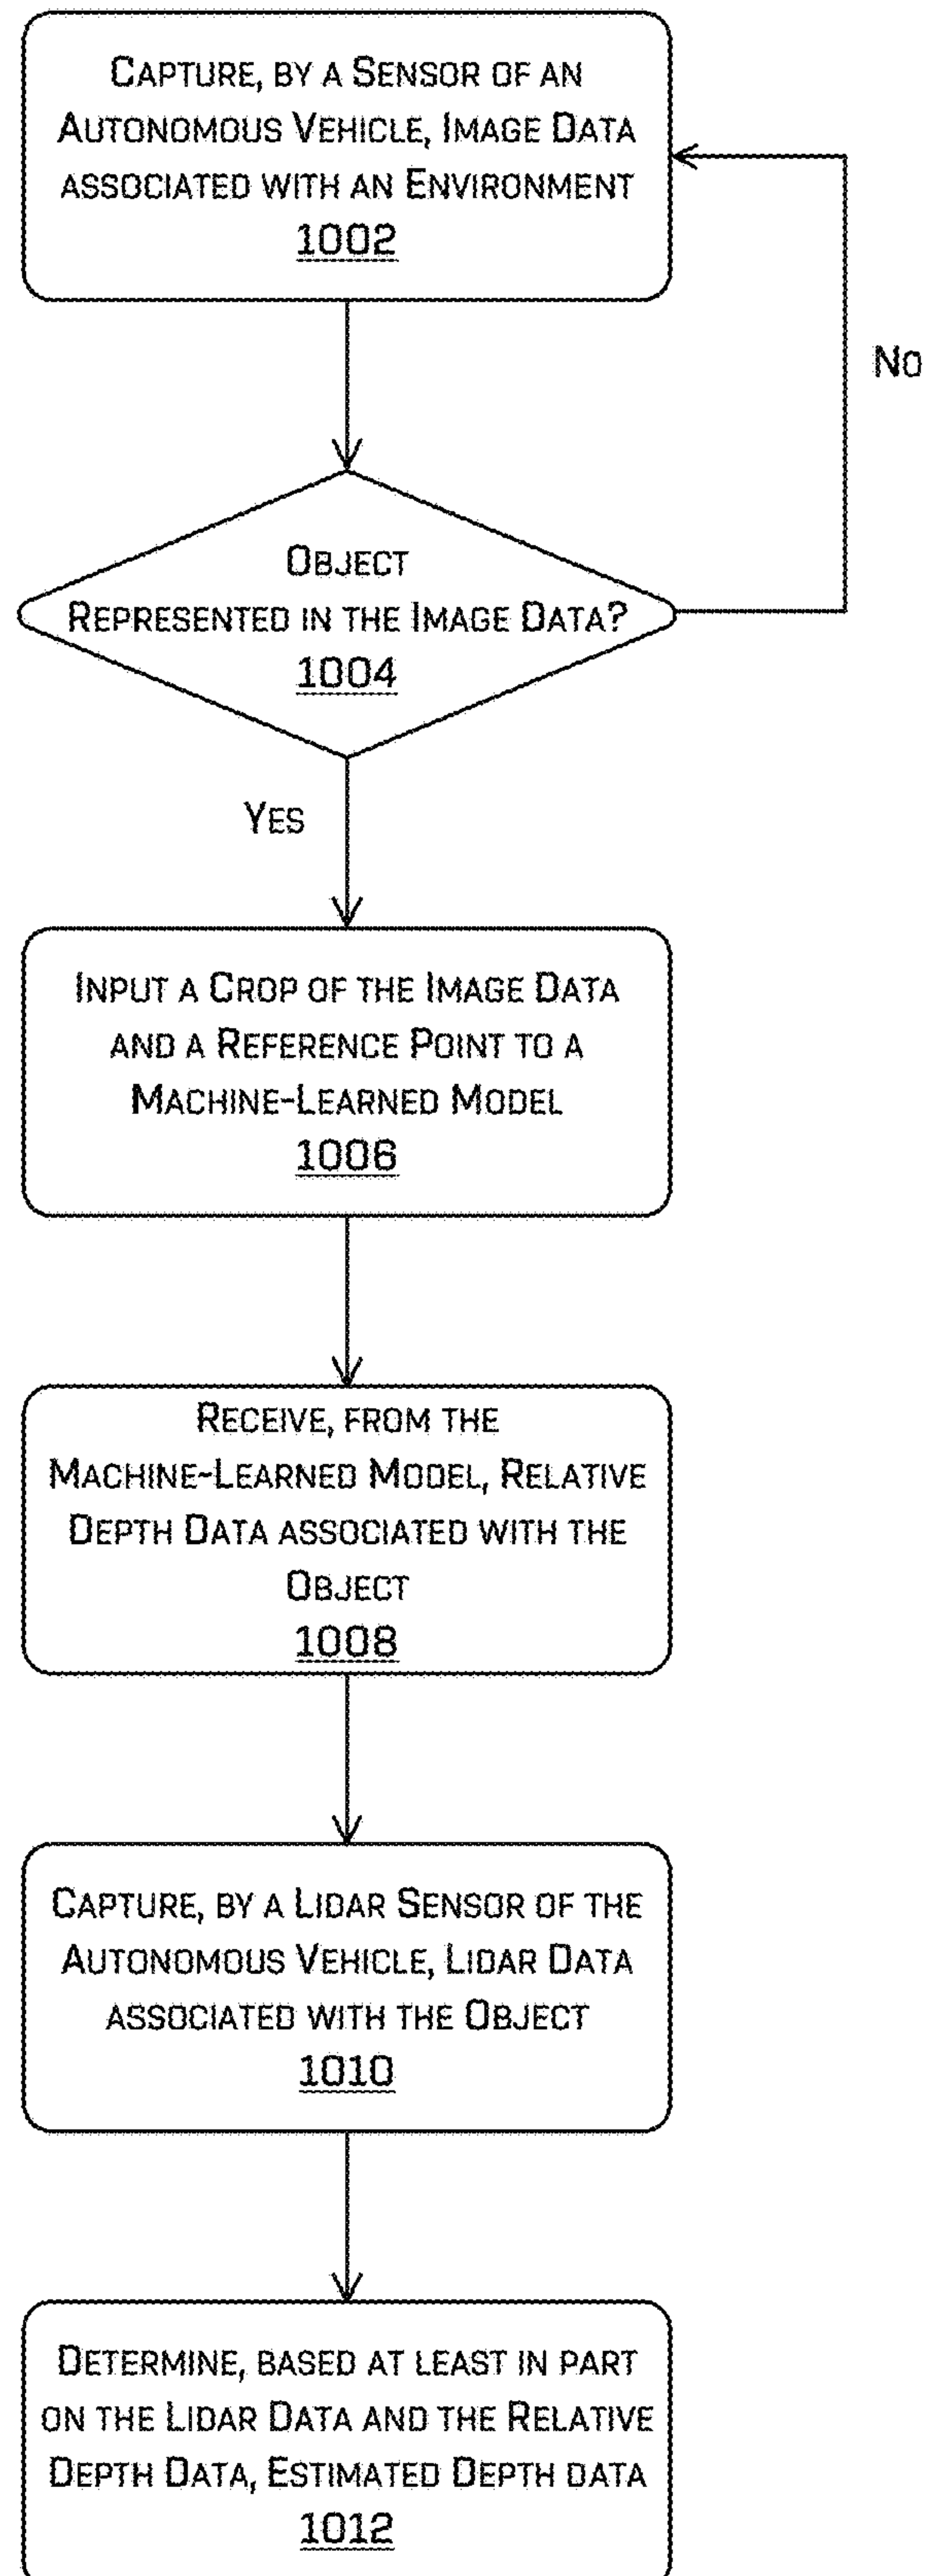 CAPTURE, BY A SENSOR OF AN
AUTONOMOUS VEHICLE, IMAGE DATA
ASSOCIATED WITH AN ENVIRONMENT
1002
NO
OBJECT
REPRESENTED IN THE IMAGE DATA?
1004
YES
INPUT A CROP OF THE IMAGE DATA
AND A REFERENCE POINT TO A
MACHINE-LEARNED MODEL
1006
RECEIVE, FROM THE
MACHINE-LEARNED MODEL, RELATIVE
DEPTH DATA ASSOCIATED WITH THE
OBJECT
1008
CAPTURE, BY A LIDAR SENSOR OF THE
AUTONOMOUS VEHICLE, LIDAR DATA
ASSOCIATED WITH THE OBJECT
1010
DETERMINE, BASED AT LEAST IN PART
ON THE LIDAR DATA AND THE RELATIVE
DEPTH DATA, ESTIMATED DEPTH DATA
1012